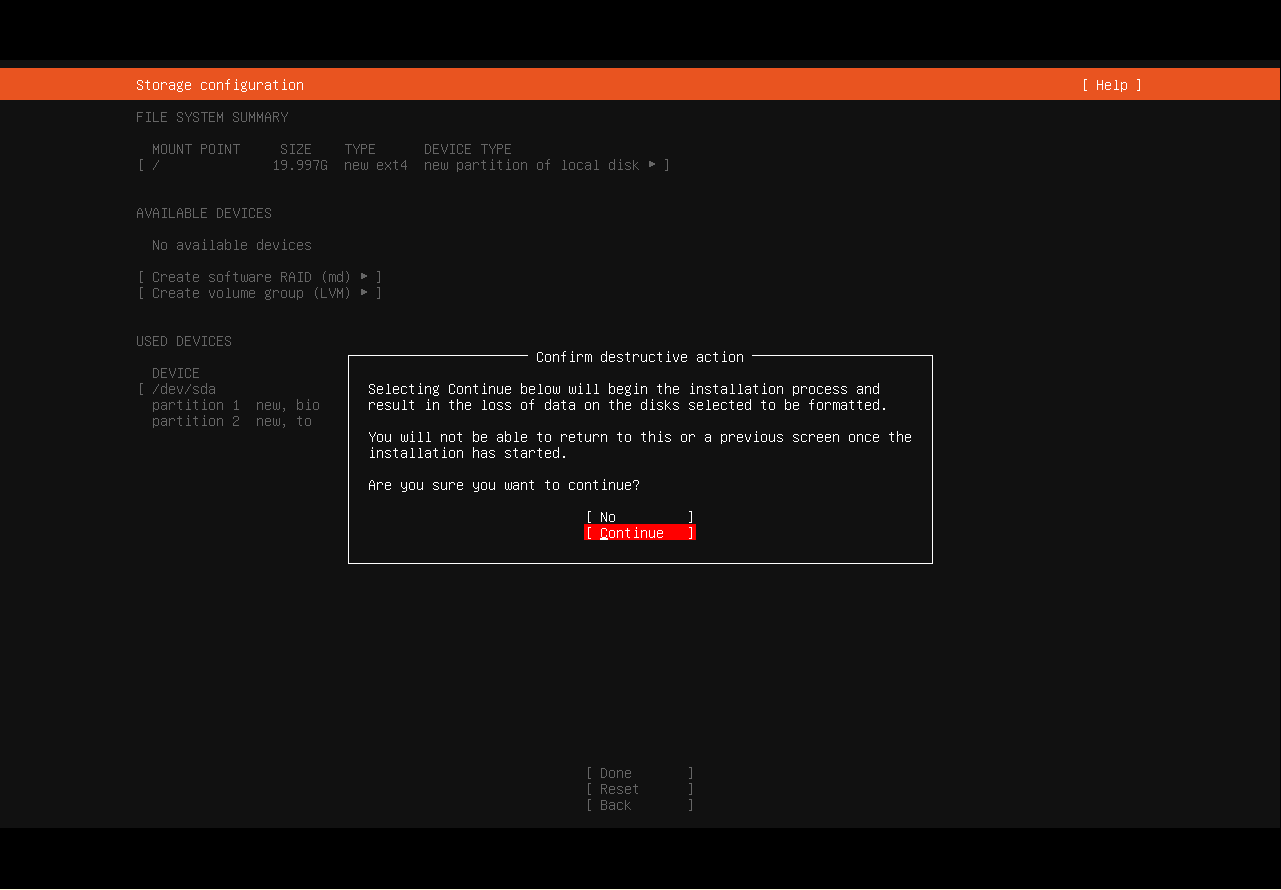 Storage configuration [ Help ]
FILE SYSTEM SUMMARY
MOUNT POINT SIZE TYPE DEVICE TYPE
[ / 19.997G new ext4 new partition of local disk ▸ ]
AVAILABLE DEVICES
No available devices
[ Create software RAID (md) ▸ ]
[ Create volume group (LVM) ▸ ]
USED DEVICES
DEVICE
[ /dev/sda
partition 1 new, bio
partition 2 new, to
Confirm destructive action
Selecting Continue below will begin the installation process and
result in the loss of data on the disks selected to be formatted.
You will not be able to return to this or a previous screen once the
installation has started.
Are you sure you want to continue?
[ No ]
[ Continue ]
[ Done ]
[ Reset ]
[ Back ]